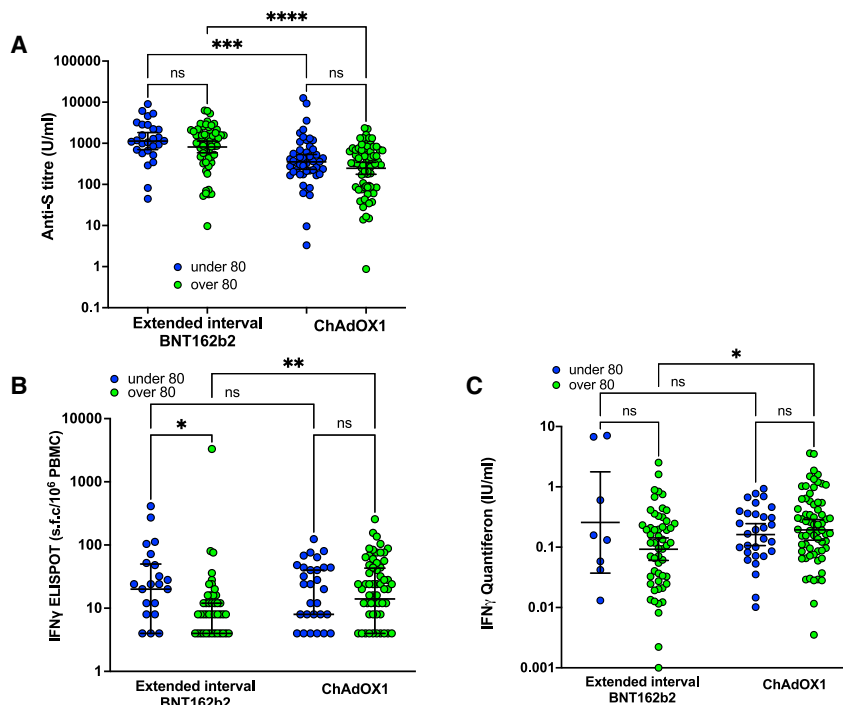 A
****
***
ns
ns
100000
10000
1000
100
10
1
0.1
Anti-S titre (U/ml)
under 80
over 80
Extended interval
BNT162b2
ChAdOX1
B
under 80
over 80
**
ns
*
ns
10000
1000
100
10
1
IFNγ ELISPOT (s.f.c/10⁶ PBMC)
Extended interval
BNT162b2
ChAdOX1
C
under 80
over 80
*
ns
ns
ns
10
1
0.1
0.01
0.001
IFNγ Quantiferon (IU/ml)
Extended interval
BNT162b2
ChAdOX1